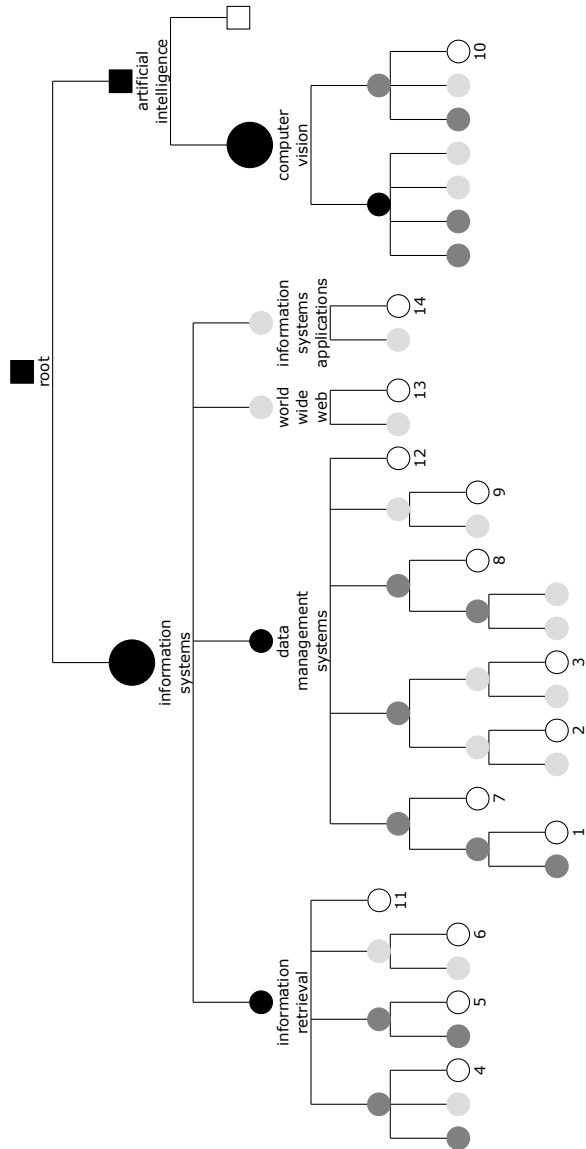 root
information
systems
artificial
intelligence
information
retrieval
data
management
systems
world
wide
web
information
systems
applications
computer
vision
11
12
13
14
4
5
6
10
7
8
9
1
2
3